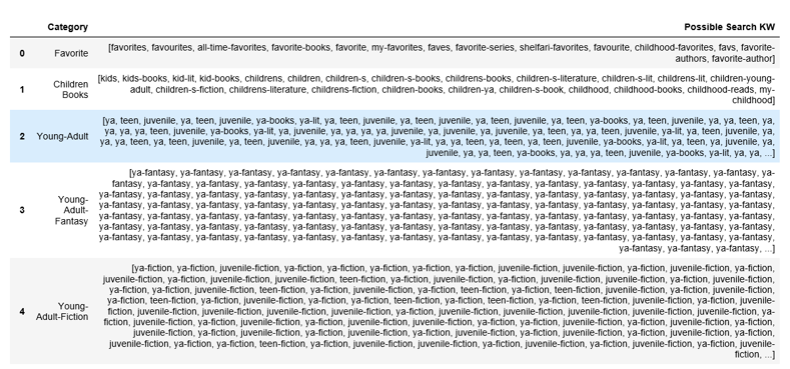 Category Possible Search KW
0 Favorite [favorites, favourites, all-time-favorites, favorite-books, favorite, my-favorites, faves, favorite-series, shelfari-favorites, favourite, childhood-favorites, favs, favorite-
authors, favorite-author]
1 Children Books [kids, kids-books, kid-lit, kid-books, childrens, children, children-s, children-s-books, childrens-books, children-s-literature, children-s-lit, childrens-lit, children-young-
adult, children-s-fiction, childrens-literature, childrens-fiction, children-books, children-ya, children-s-book, childhood, childhood-books, childhood-reads, my-
childhood]
2 Young-Adult [ya, teen, juvenile, ya, teen, juvenile, ya-books, ya-lit, ya, teen, juvenile, ya, teen, juvenile, ya, teen, juvenile, ya, teen, ya-books, ya, teen, juvenile, ya, ya, teen, ya,
ya, ya, ya, teen, juvenile, ya-books, ya-lit, ya, juvenile, ya, ya, ya, ya, juvenile, ya, juvenile, ya, juvenile, ya, teen, juvenile, ya, teen, juvenile, ya-lit, ya, teen, juvenile,
ya, ya, teen, ya, teen, juvenile, ya, teen, juvenile, ya, ya, ya, teen, juvenile, ya-lit, ya, ya, teen, ya, teen, ya, teen, juvenile, ya-books, ya-lit, ya, teen, juvenile, ya,
juvenile, ya, ya, teen, ya-books, ya, ya, ya, teen, juvenile, ya-books, ya-lit, ya, ya, ...]
3 Young-Adult-Fantasy [ya-fantasy, ya-fantasy, ya-fantasy, ya-fantasy, ya-fantasy, ya-fantasy, ya-fantasy, ya-fantasy, ya-fantasy, ya-fantasy, ya-fantasy, ya-fantasy, ya-fantasy, ya-
fantasy, ya-fantasy, ya-fantasy, ya-fantasy, ya-fantasy, ya-fantasy, ya-fantasy, ya-fantasy, ya-fantasy, ya-fantasy, ya-fantasy, ya-fantasy, ya-fantasy, ya-fantasy,
ya-fantasy, ya-fantasy, ya-fantasy, ya-fantasy, ya-fantasy, ya-fantasy, ya-fantasy, ya-fantasy, ya-fantasy, ya-fantasy, ya-fantasy, ya-fantasy, ya-fantasy, ya-fantasy,
ya-fantasy, ya-fantasy, ya-fantasy, ya-fantasy, ya-fantasy, ya-fantasy, ya-fantasy, ya-fantasy, ya-fantasy, ya-fantasy, ya-fantasy, ya-fantasy, ya-fantasy, ya-fantasy,
ya-fantasy, ya-fantasy, ya-fantasy, ya-fantasy, ya-fantasy, ya-fantasy, ya-fantasy, ya-fantasy, ya-fantasy, ya-fantasy, ya-fantasy, ya-fantasy, ya-fantasy, ya-fantasy,
ya-fantasy, ya-fantasy, ya-fantasy, ya-fantasy, ya-fantasy, ya-fantasy, ya-fantasy, ya-fantasy, ya-fantasy, ya-fantasy, ya-fantasy, ya-fantasy, ya-fantasy, ya-fantasy,
ya-fantasy, ya-fantasy, ya-fantasy, ya-fantasy, ya-fantasy, ya-fantasy, ya-fantasy, ya-fantasy, ya-fantasy, ya-fantasy, ya-fantasy, ya-fantasy, ya-fantasy, ya-fantasy,
ya-fantasy, ya-fantasy, ya-fantasy, ...]
4 Young-Adult-Fiction [ya-fiction, ya-fiction, juvenile-fiction, ya-fiction, ya-fiction, ya-fiction, ya-fiction, ya-fiction, juvenile-fiction, juvenile-fiction, ya-fiction, juvenile-fiction, ya-fiction,
juvenile-fiction, ya-fiction, juvenile-fiction, juvenile-fiction, teen-fiction, ya-fiction, juvenile-fiction, ya-fiction, juvenile-fiction, ya-fiction, juvenile-fiction, ya-fiction,
ya-fiction, ya-fiction, juvenile-fiction, teen-fiction, ya-fiction, juvenile-fiction, juvenile-fiction, juvenile-fiction, ya-fiction, juvenile-fiction, ya-fiction, juvenile-fiction,
ya-fiction, teen-fiction, ya-fiction, juvenile-fiction, ya-fiction, teen-fiction, ya-fiction, teen-fiction, ya-fiction, teen-fiction, juvenile-fiction, ya-fiction, juvenile-
fiction, juvenile-fiction, juvenile-fiction, juvenile-fiction, juvenile-fiction, ya-fiction, juvenile-fiction, juvenile-fiction, juvenile-fiction, juvenile-fiction, juvenile-fiction, ya-
fiction, juvenile-fiction, ya-fiction, ya-fiction, juvenile-fiction, ya-fiction, ya-fiction, juvenile-fiction, juvenile-fiction, ya-fiction, juvenile-fiction, juvenile-fiction,
juvenile-fiction, ya-fiction, juvenile-fiction, ya-fiction, juvenile-fiction, ya-fiction, juvenile-fiction, juvenile-fiction, ya-fiction, juvenile-fiction, ya-fiction,
juvenile-fiction, ya-fiction, ya-fiction, teen-fiction, ya-fiction, juvenile-fiction, ya-fiction, juvenile-fiction, juvenile-fiction, juvenile-fiction, ya-fiction, juvenile-
fiction, ...]